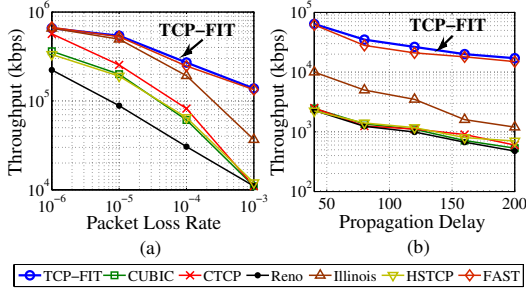 (a)
TCP-FIT
Throughput (kbps)
10^6
10^5
10^4
10^-6
10^-5
10^-4
10^-3
Packet Loss Rate
(a)
(b)
TCP-FIT
Throughput (kbps)
10^5
10^4
10^3
10^2
50
100
150
200
Propagation Delay
(b)
TCP-FIT CUBIC CTCP Reno Illinois HSTCP FAST